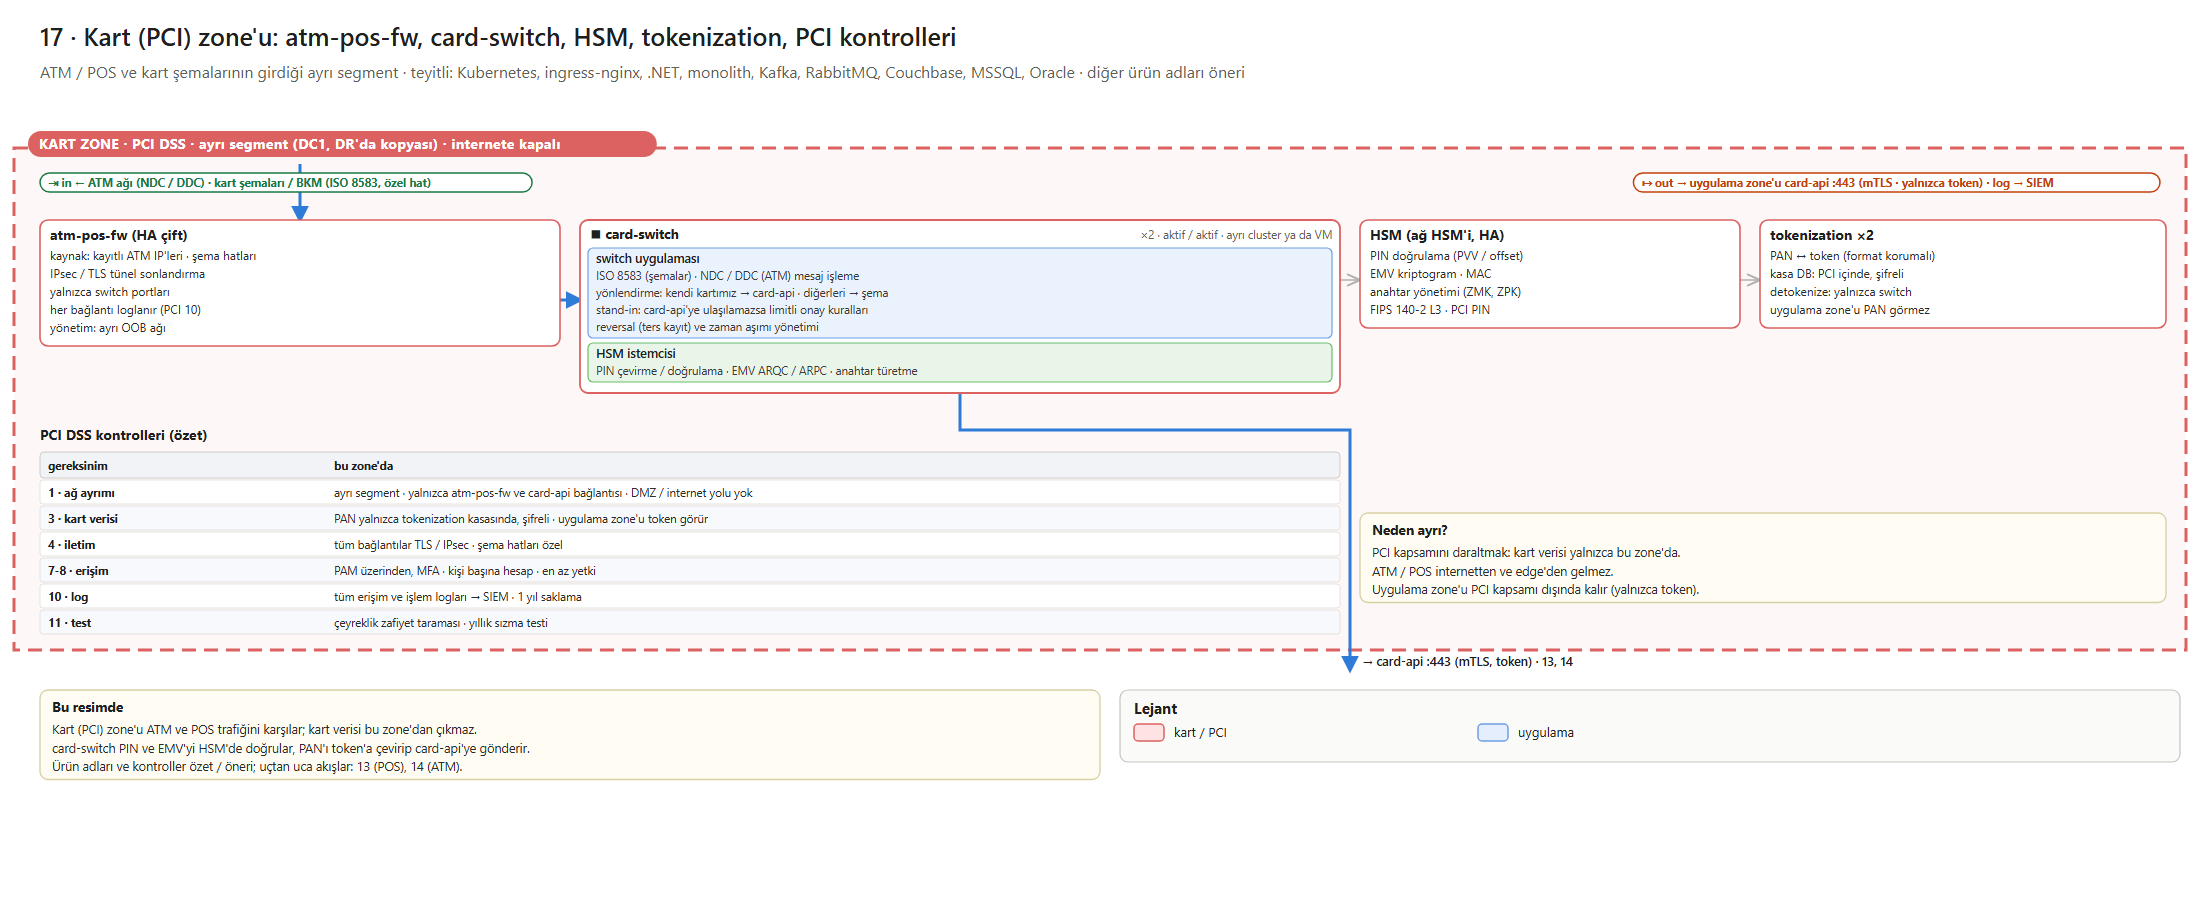 17 · Kart (PCI) zone'u: atm-pos-fw, card-switch, HSM, tokenization, PCI kontrolleri
ATM / POS ve kart şemalarının girdiği ayrı segment · teyitli: Kubernetes, ingress-nginx, .NET, monolith, Kafka, RabbitMQ, Couchbase, MSSQL, Oracle · diğer ürün adları öneri
KART ZONE · PCI DSS · ayrı segment (DC1, DR'da kopyası) · internete kapalı
⇥ in ← ATM ağı (NDC / DDC) · kart şemaları / BKM (ISO 8583, özel hat)
↦ out → uygulama zone'u card-api :443 (mTLS · yalnızca token) · log → SIEM
atm-pos-fw (HA çift)
kaynak: kayıtlı ATM IP'leri · şema hatları
IPsec / TLS tünel sonlandırma
yalnızca switch portları
her bağlantı loglanır (PCI 10)
yönetim: ayrı OOB ağı
■ card-switch
×2 · aktif / aktif · ayrı cluster ya da VM
switch uygulaması
ISO 8583 (şemalar) · NDC / DDC (ATM) mesaj işleme
yönlendirme: kendi kartımız → card-api · diğerleri → şema
stand-in: card-api'ye ulaşılamazsa limitli onay kuralları
reversal (ters kayıt) ve zaman aşımı yönetimi
HSM istemcisi
PIN çevirme / doğrulama · EMV ARQC / ARPC · anahtar türetme
HSM (ağ HSM'i, HA)
PIN doğrulama (PVV / offset)
EMV kriptogram · MAC
anahtar yönetimi (ZMK, ZPK)
FIPS 140-2 L3 · PCI PIN
tokenization ×2
PAN ↔ token (format korumalı)
kasa DB: PCI içinde, şifreli
detokenize: yalnızca switch
uygulama zone'u PAN görmez
PCI DSS kontrolleri (özet)
gereksinim bu zone'da
1 · ağ ayrımı ayrı segment · yalnızca atm-pos-fw ve card-api bağlantısı · DMZ / internet yolu yok
3 · kart verisi PAN yalnızca tokenization kasasında, şifreli · uygulama zone'u token görür
4 · iletim tüm bağlantılar TLS / IPsec · şema hatları özel
7-8 · erişim PAM üzerinden, MFA · kişi başına hesap · en az yetki
10 · log tüm erişim ve işlem logları → SIEM · 1 yıl saklama
11 · test çeyreklik zafiyet taraması · yıllık sızma testi
Neden ayrı?
PCI kapsamını daraltmak: kart verisi yalnızca bu zone'da.
ATM / POS internetten ve edge'den gelmez.
Uygulama zone'u PCI kapsamı dışında kalır (yalnızca token).
→ card-api :443 (mTLS, token) · 13, 14
Bu resimde
Kart (PCI) zone'u ATM ve POS trafiğini karşılar; kart verisi bu zone'dan çıkmaz.
card-switch PIN ve EMV'yi HSM'de doğrular, PAN'ı token'a çevirip card-api'ye gönderir.
Ürün adları ve kontroller özet / öneri; uçtan uca akışlar: 13 (POS), 14 (ATM).
Lejant
kart / PCI
uygulama